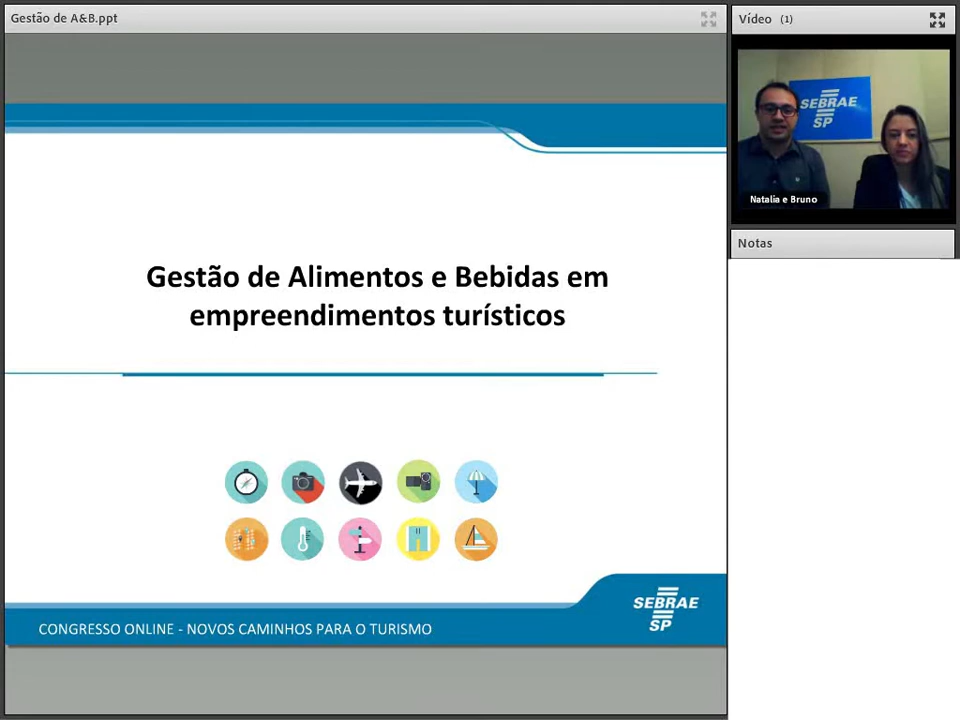 Gestão de A&B.ppt
Vídeo (1)
SEBRAE
SP
Natalia e Bruno
Notas
Gestão de Alimentos e Bebidas em
empreendimentos turísticos
SEBRAE
SP
CONGRESSO ONLINE - NOVOS CAMINHOS PARA O TURISMO